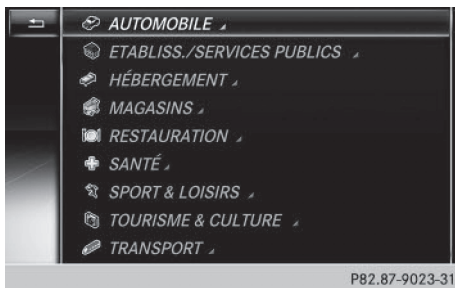 AUTOMOBILE
ETABLISS./SERVICES PUBLICS
HÉBERGEMENT
MAGASINS
RESTAURATION
SANTÉ
SPORT & LOISIRS
TOURISME & CULTURE
TRANSPORT
P82.87-9023-31